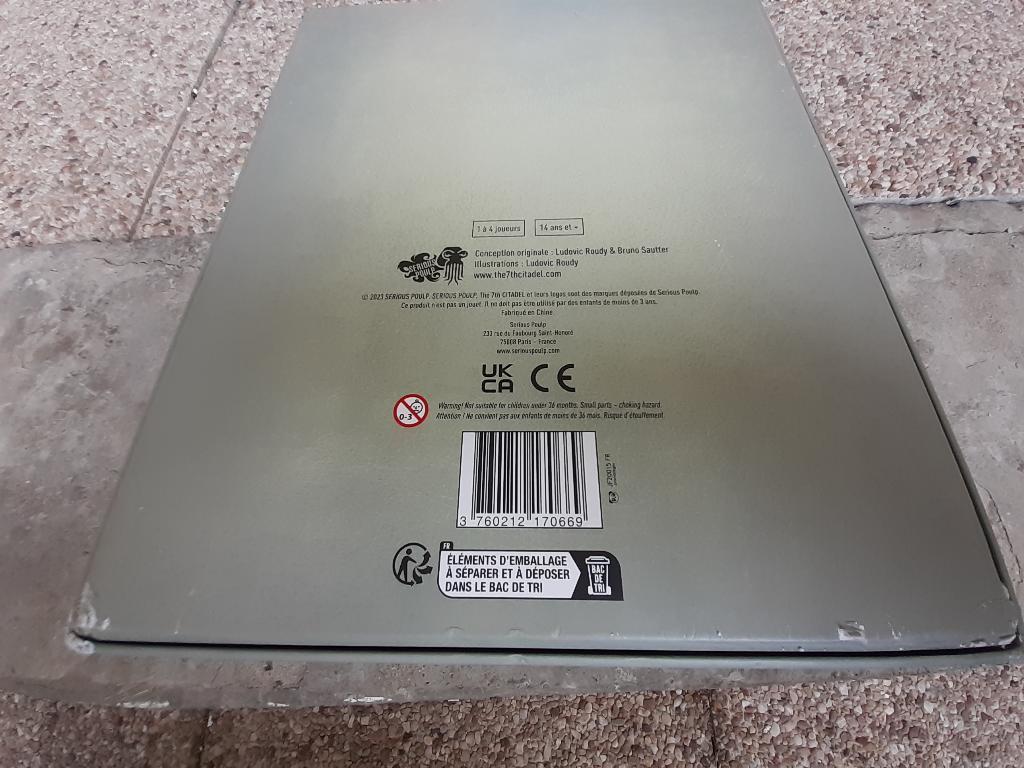 1 à 4 joueurs 14 ans et +
SERIOUS POULP
Conception originale : Ludovic Roudy & Bruno Sautter
Illustrations : Ludovic Roudy
www.the7thcitadel.com
© 2023 SERIOUS POULP. SERIOUS POULP, The 7th CITADEL et leurs logos sont des marques déposées de Serious Poulp.
Ce produit n'est pas un jouet. Il ne doit pas être utilisé par des enfants de moins de 3 ans.
Fabriqué en Chine
Serious Poulp
233 rue du Faubourg Saint-Honoré
75008 Paris - France
www.seriouspoulp.com
UK
CA CE
0-3
Warning! Not suitable for children under 36 months. Small parts – choking hazard.
Attention ! Ne convient pas aux enfants de moins de 36 mois. Risque d'étouffement.
JF20015 FR
3 760212 170669
FR
ÉLÉMENTS D'EMBALLAGE
À SÉPARER ET À DÉPOSER
DANS LE BAC DE TRI
BAC
DE
TRI